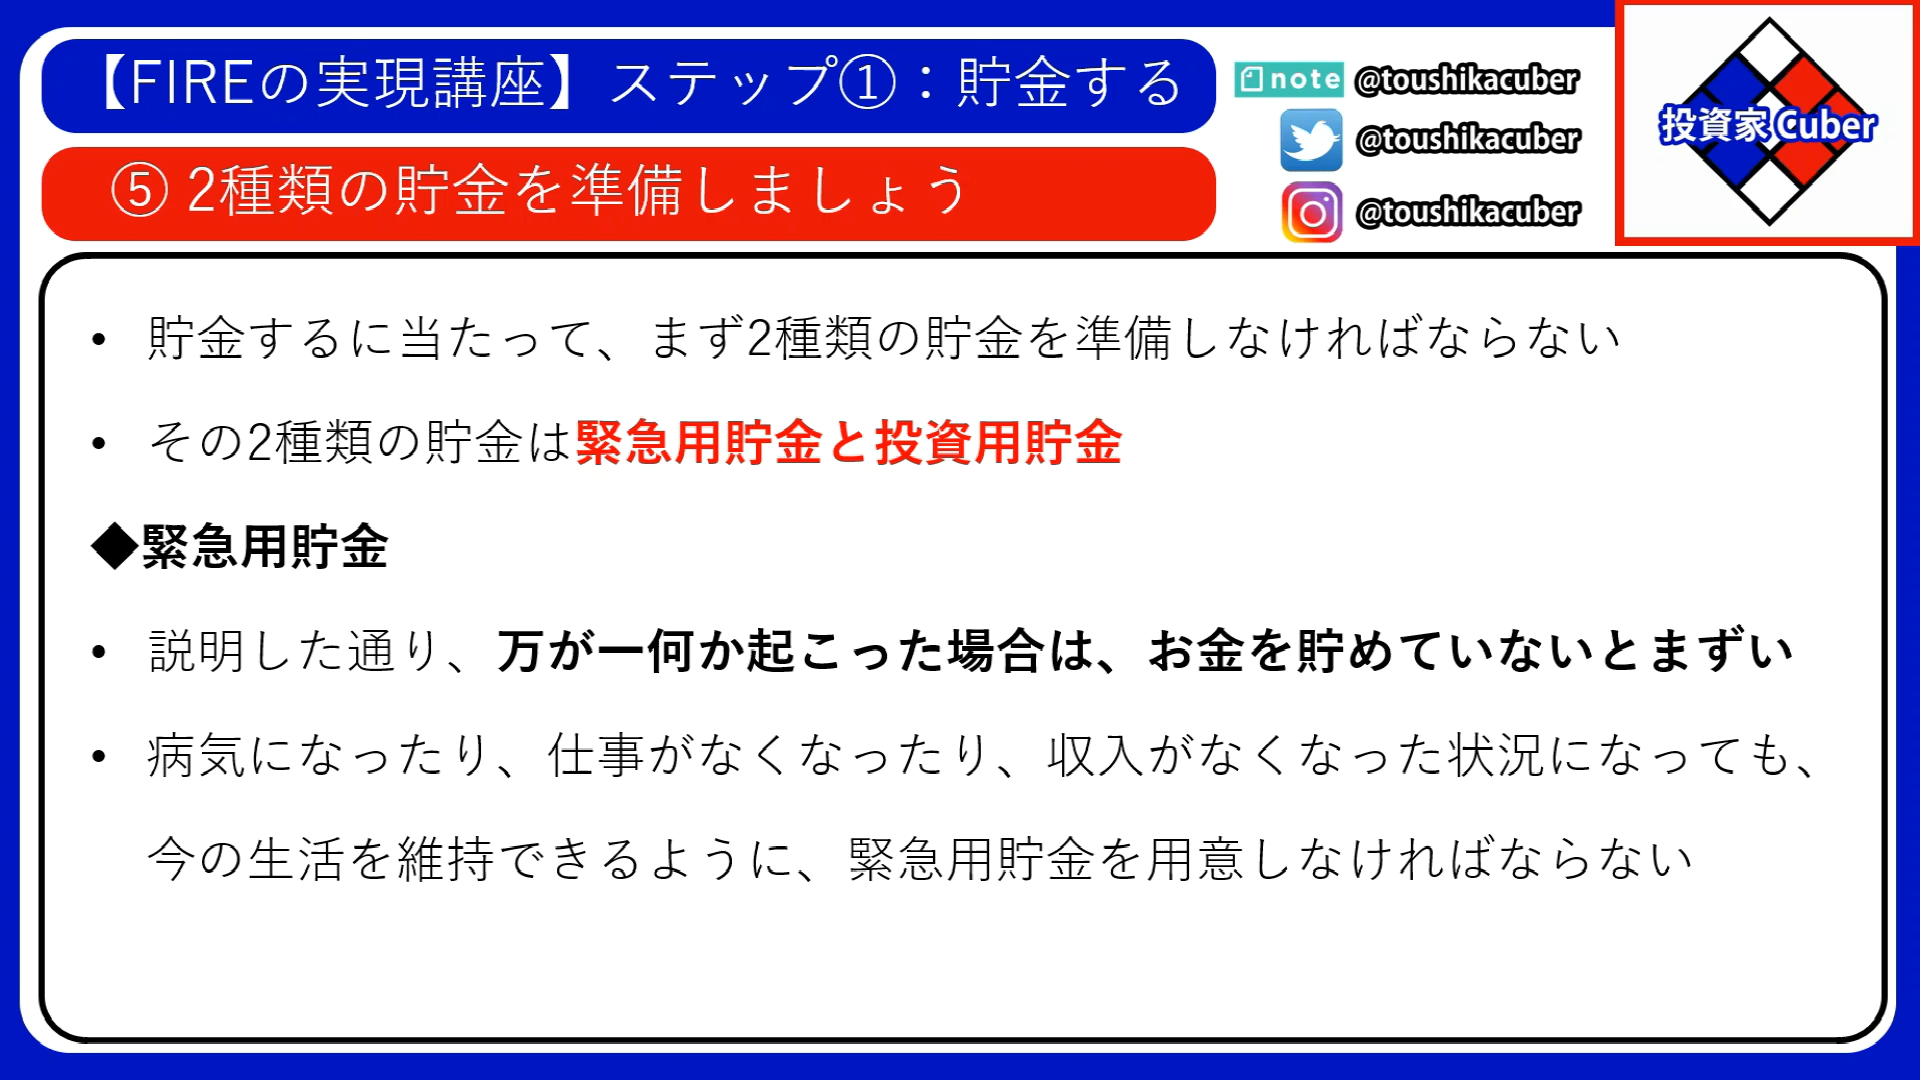 【FIREの実現講座】ステップ①：貯金する
⑤ 2種類の貯金を準備しましょう
note @toushikacuber
@toushikacuber
@toushikacuber
投資家 Cuber
• 貯金するに当たって、まず2種類の貯金を準備しなければならない
• その2種類の貯金は緊急用貯金と投資用貯金
◆緊急用貯金
• 説明した通り、万が一何か起こった場合は、お金を貯めていないとまずい
• 病気になったり、仕事がなくなったり、収入がなくなった状況になっても、
今の生活を維持できるように、緊急用貯金を用意しなければならない